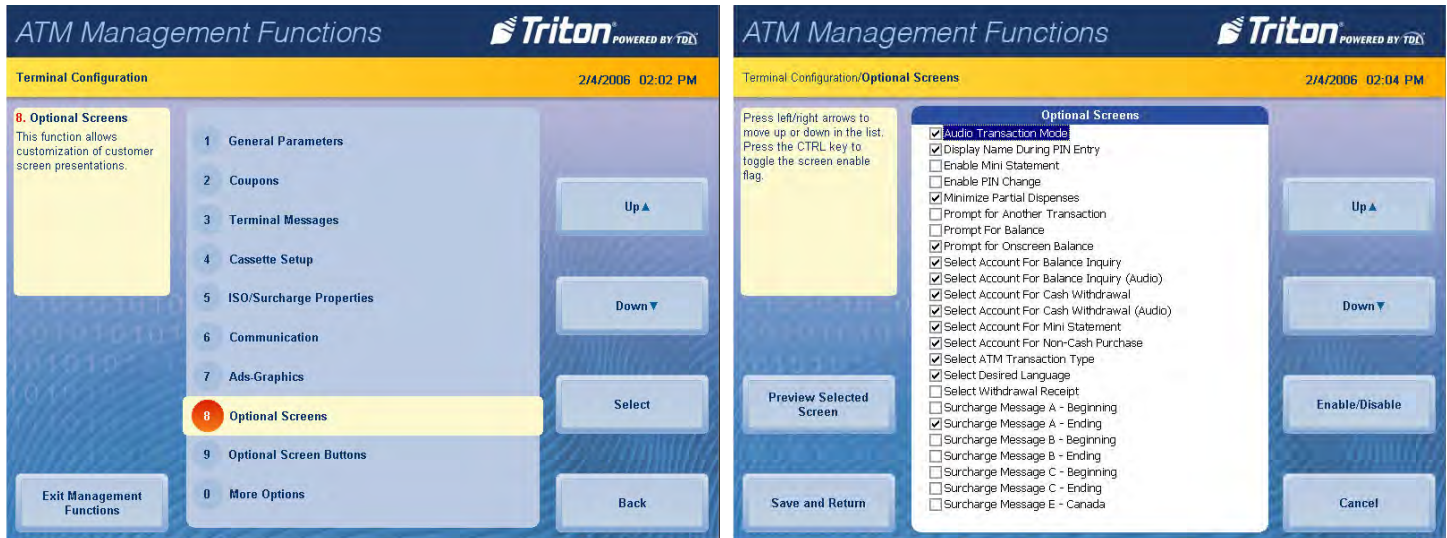 ATM Management Functions
Triton POWERED BY TDL
Terminal Configuration
2/4/2006 02:02 PM
8. Optional Screens
This function allows
customization of customer
screen presentations.
1 General Parameters
2 Coupons
3 Terminal Messages
4 Cassette Setup
5 ISO/Surcharge Properties
6 Communication
7 Ads-Graphics
8 Optional Screens
9 Optional Screen Buttons
0 More Options
Up▲
Down▼
Select
Back
Exit Management
Functions
ATM Management Functions
Triton POWERED BY TDL
Terminal Configuration/Optional Screens
2/4/2006 02:04 PM
Press left/right arrows to
move up or down in the list.
Press the CTRL key to
toggle the screen enable
flag.
Optional Screens
Audio Transaction Mode
Display Name During PIN Entry
Enable Mini Statement
Enable PIN Change
Minimize Partial Dispenses
Prompt for Another Transaction
Prompt For Balance
Prompt for Onscreen Balance
Select Account For Balance Inquiry
Select Account For Balance Inquiry (Audio)
Select Account For Cash Withdrawal
Select Account For Cash Withdrawal (Audio)
Select Account For Mini Statement
Select Account For Non-Cash Purchase
Select ATM Transaction Type
Select Desired Language
Select Withdrawal Receipt
Surcharge Message A - Beginning
Surcharge Message A - Ending
Surcharge Message B - Beginning
Surcharge Message B - Ending
Surcharge Message C - Beginning
Surcharge Message C - Ending
Surcharge Message E - Canada
Up▲
Down▼
Enable/Disable
Cancel
Preview Selected
Screen
Save and Return